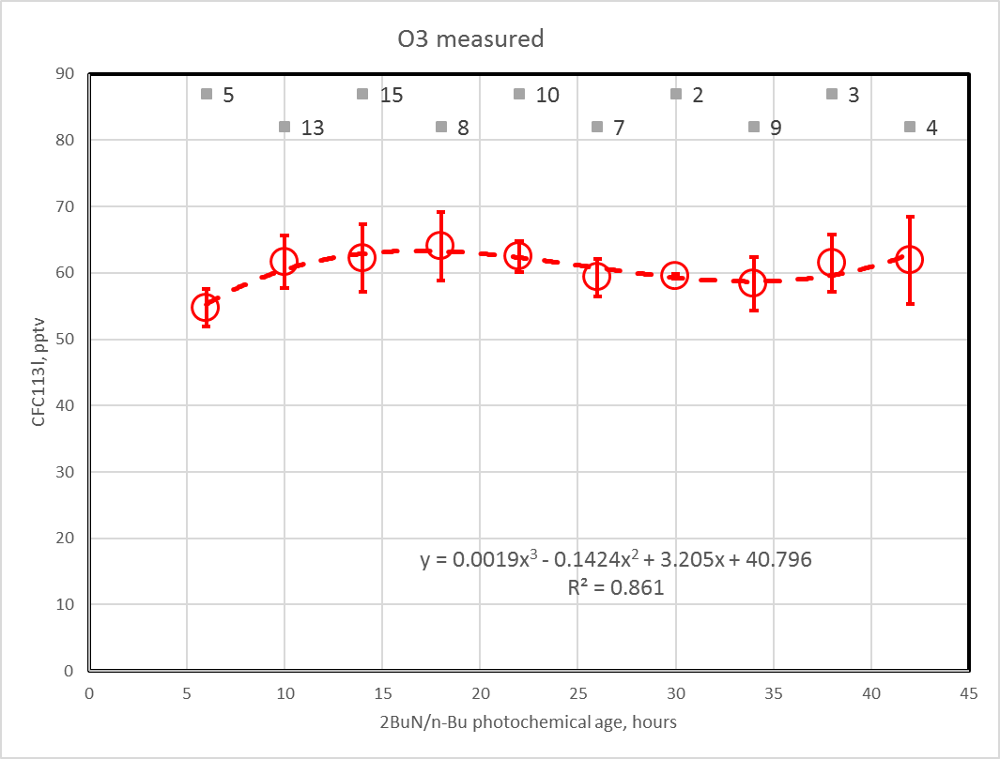 O3 measured
90
80
70
60
50
40
30
20
10
0
CFC113l, pptv
5 15 10 2 3
13 8 7 9 4
y = 0.0019x³ - 0.1424x² + 3.205x + 40.796
R² = 0.861
0 5 10 15 20 25 30 35 40 45
2BuN/n-Bu photochemical age, hours